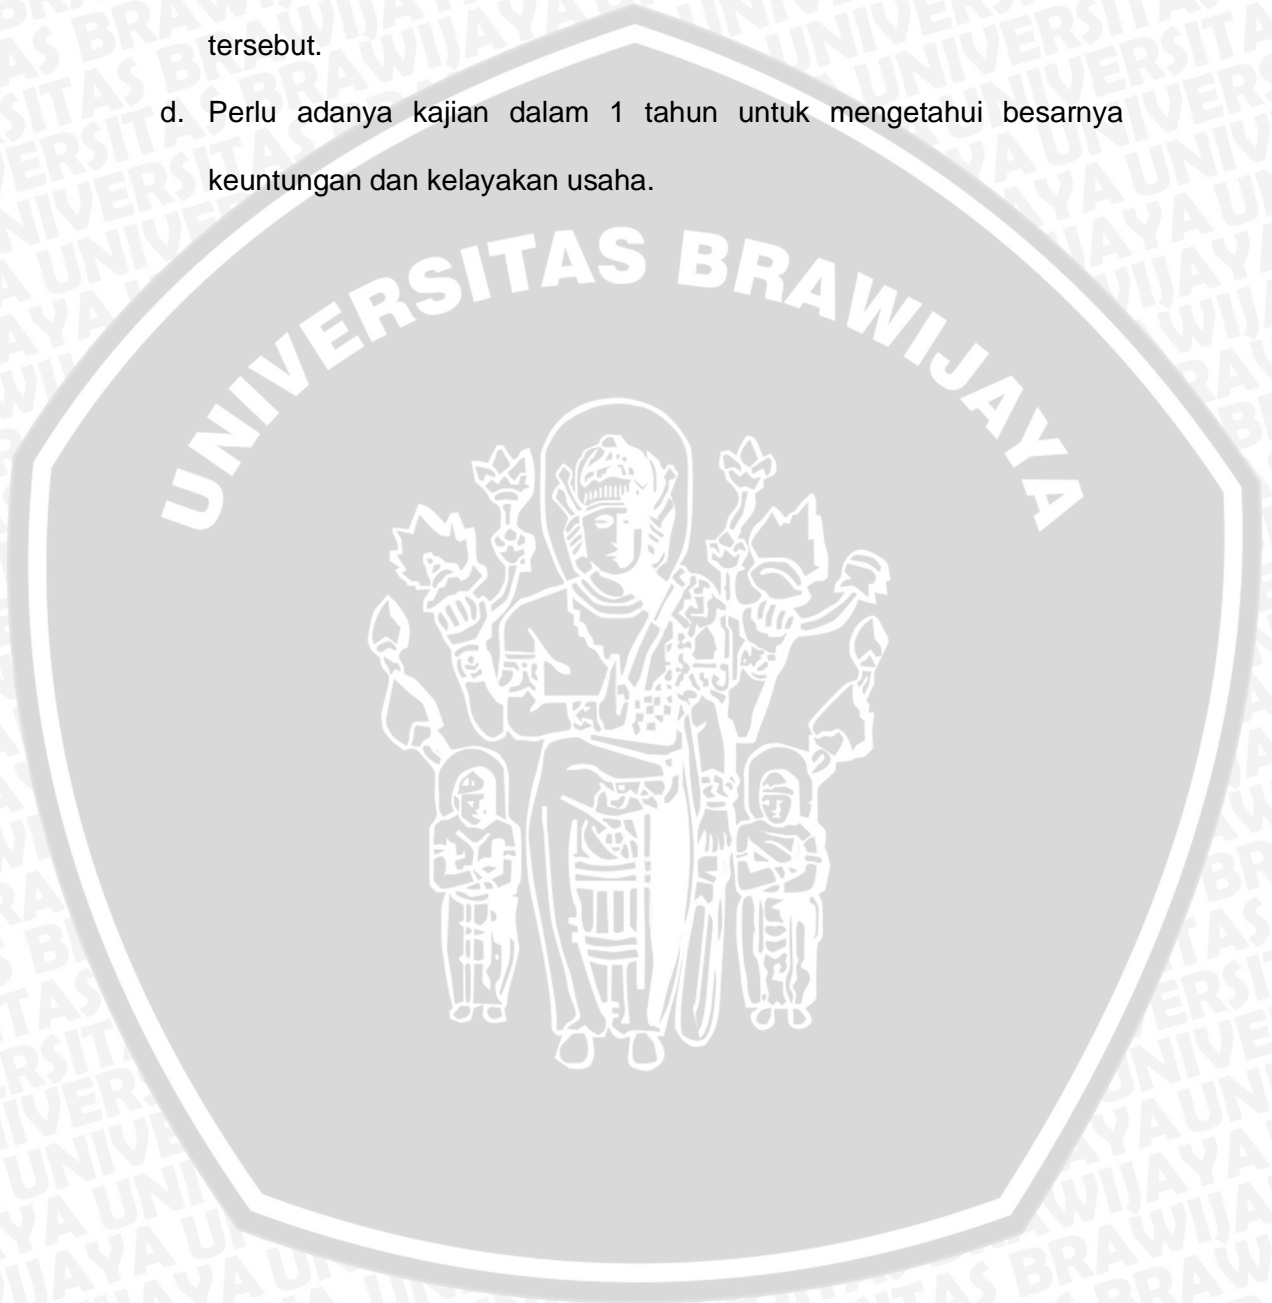 tersebut.
d. Perlu adanya kajian dalam 1 tahun untuk mengetahui besarnya
keuntungan dan kelayakan usaha.
UNIVERSITAS BRAWIJAYA